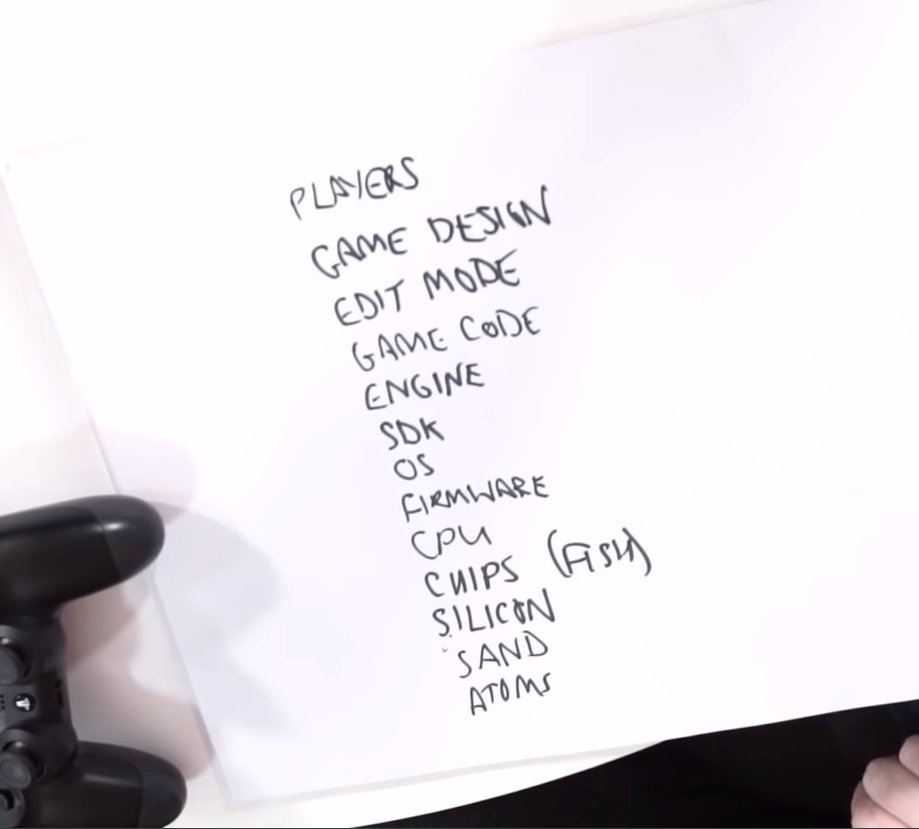 PLAYERS
GAME DESIGN
EDIT MODE
GAME CODE
ENGINE
SDK
OS
FIRMWARE
CPU
CHIPS (FISH)
SILICON
SAND
ATOMS